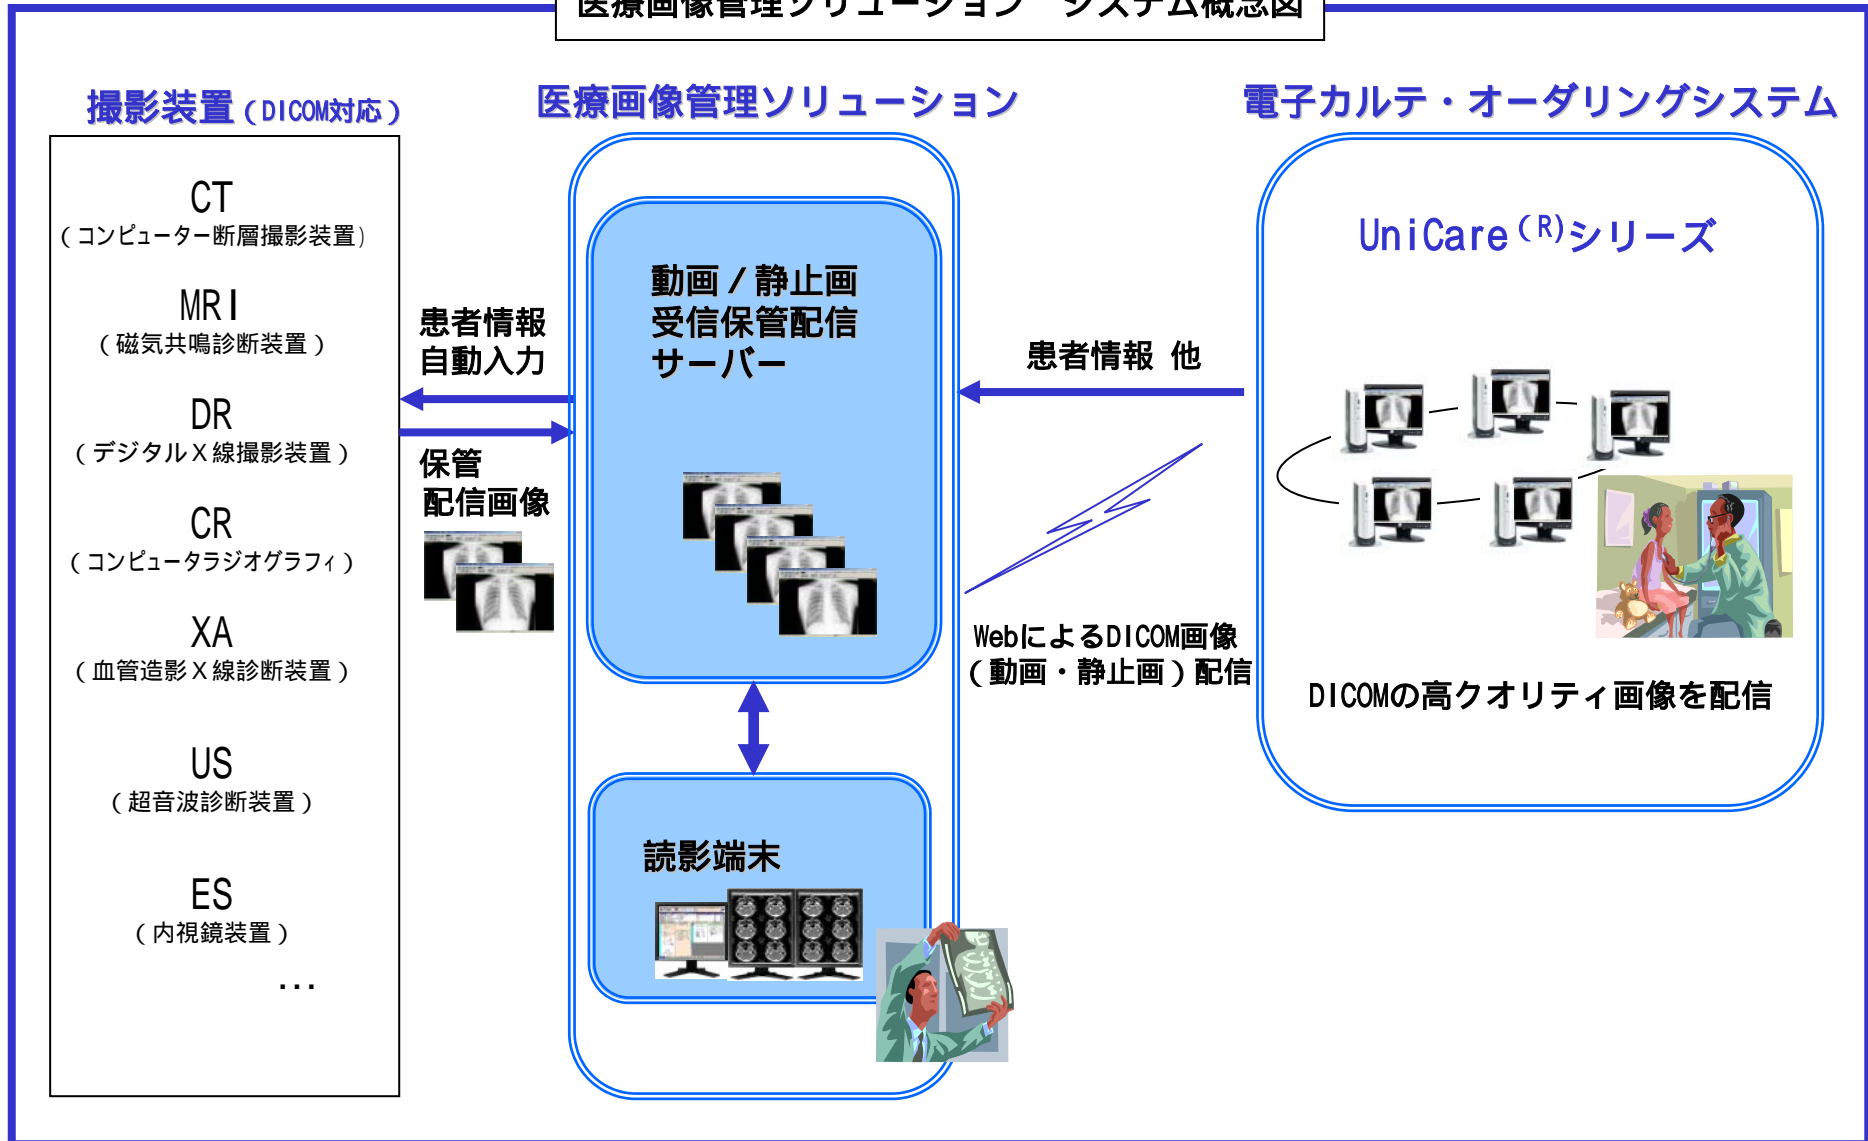 医療画像管理ソリューション　システム概念図
撮影装置（DICOM対応）
CT
（コンピューター断層撮影装置）
MRI
（磁気共鳴診断装置）
DR
（デジタルX線撮影装置）
CR
（コンピュータラジオグラフィ）
XA
（血管造影X線診断装置）
US
（超音波診断装置）
ES
（内視鏡装置）
...
患者情報
自動入力
保管
配信画像
医療画像管理ソリューション
動画／静止画
受信保管配信
サーバー
読影端末
患者情報 他
WebによるDICOM画像
（動画・静止画）配信
電子カルテ・オーダリングシステム
UniCare(R)シリーズ
DICOMの高クオリティ画像を配信